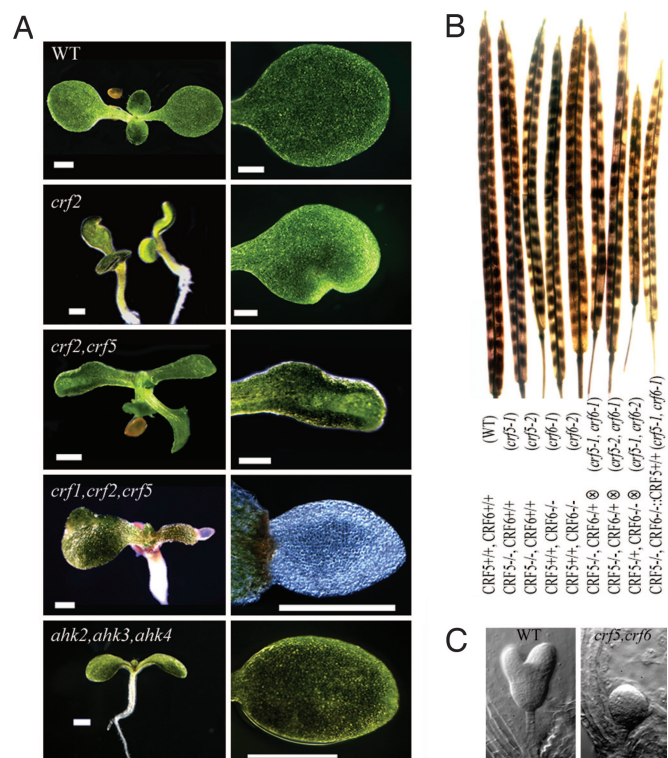 A
WT
crf2
crf2,crf5
crf1,crf2,crf5
ahk2,ahk3,ahk4
B
CRF5+/+, CRF6+/+ (WT)
CRF5-/-, CRF6+/+ (crf5-1)
CRF5-/-, CRF6+/+ (crf5-2)
CRF5+/+, CRF6-/- (crf6-1)
CRF5+/+, CRF6-/- (crf6-2)
CRF5-/-, CRF6-/+ ⊗ (crf5-1, crf6-1)
CRF5-/-, CRF6-/+ ⊗ (crf5-2, crf6-1)
CRF5-/+, CRF6-/- ⊗ (crf5-1, crf6-2)
CRF5-/-, CRF6-/-;:CRF5+/+ (crf5-1, crf6-1)
C
WT
crf5,crf6